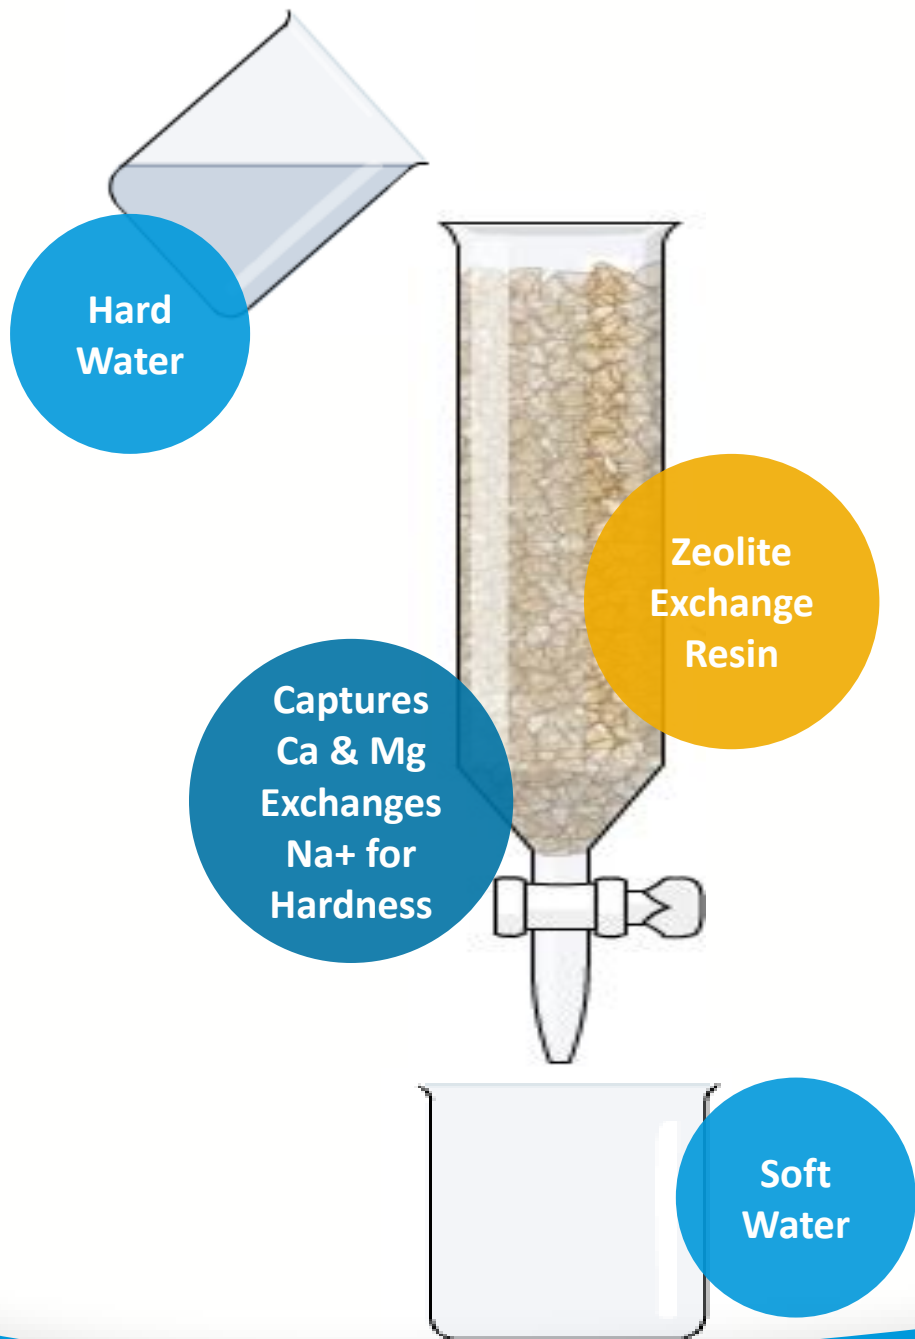 Hard
Water
Zeolite
Exchange
Resin
Captures
Ca & Mg
Exchanges
Na+ for
Hardness
Soft
Water